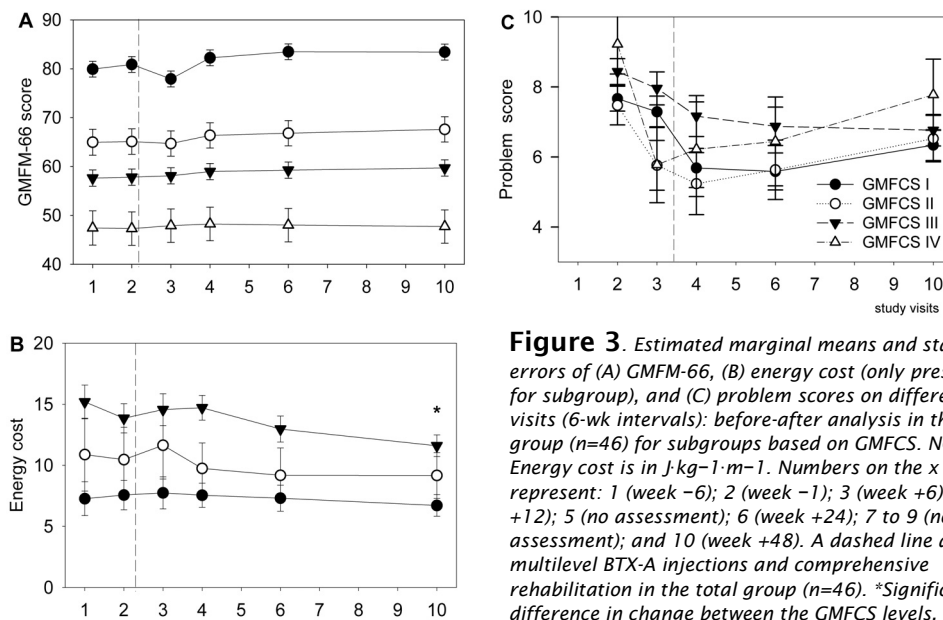 A
90
80
70
60
50
40
GMFM-66 score
1 2 3 4 5 6 7 8 9 10
B
20
15
10
5
0
Energy cost
*
1 2 3 4 5 6 7 8 9 10
C
10
8
6
4
Problem score
GMFCS I
GMFCS II
GMFCS III
GMFCS IV
1 2 3 4 5 6 7 8 9 10
study visits
Figure 3. Estimated marginal means and
errors of (A) GMFM-66, (B) energy cost (only
for subgroup), and (C) problem scores on
visits (6-wk intervals): before-after analysis in
group (n=46) for subgroups based on GMFCS.
Energy cost is in J·kg–1·m–1. Numbers on the x
represent: 1 (week –6); 2 (week –1); 3 (week +6)
+12); 5 (no assessment); 6 (week +24); 7 to 9
assessment); and 10 (week +48). A dashed line
multilevel BTX-A injections and comprehensive
rehabilitation in the total group (n=46).
difference in change between the GMFCS levels.